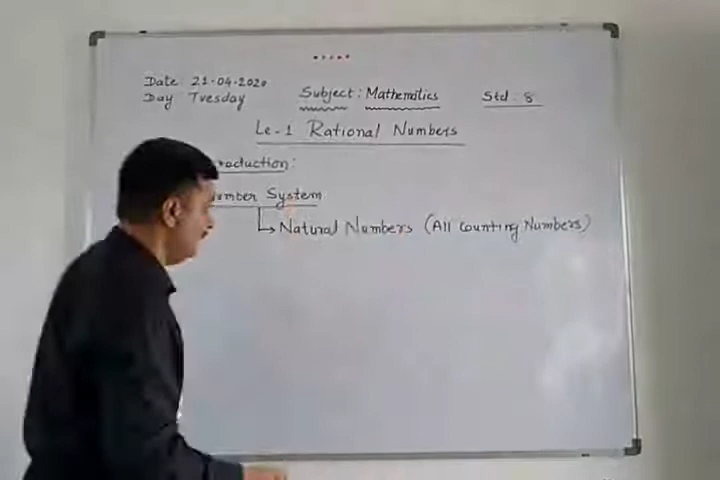 Date: 21-04-2020
Day Tuesday
Subject: Mathematics
Std: 8
Le-1 Rational Numbers
roduction:
umber System
Natural Numbers (All Counting Numbers)